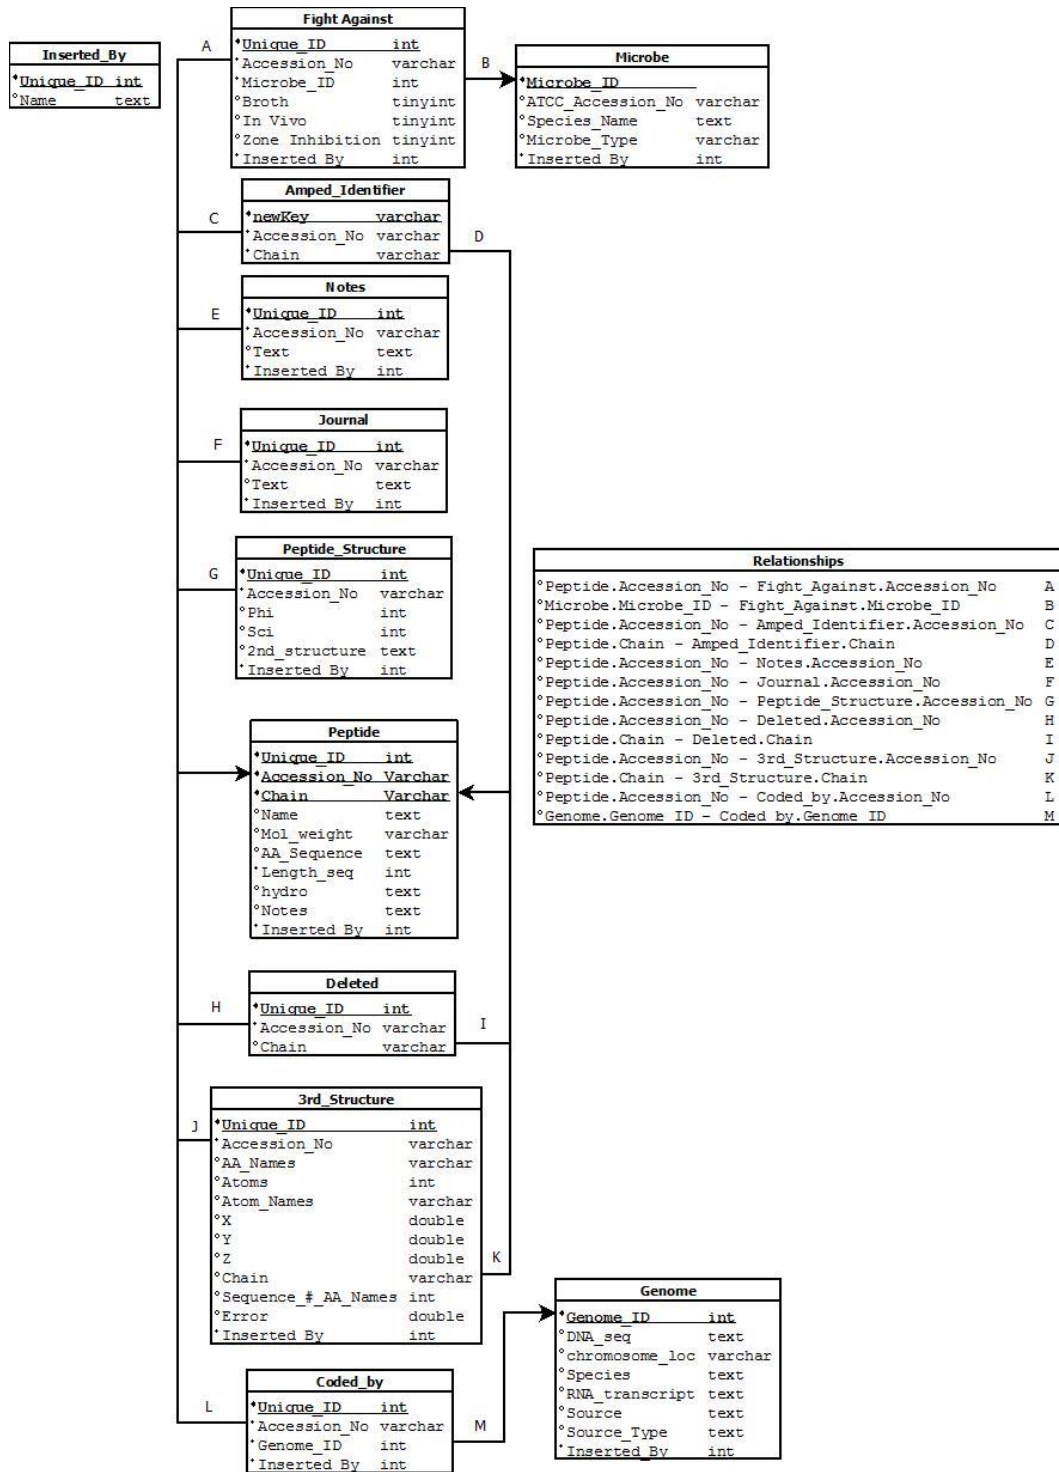 Inserted_By
*Unique_ID int
°Name text
A
Fight Against
*Unique_ID int
*Accession_No varchar
*Microbe_ID int
°Broth tinyint
°In Vivo tinyint
°Zone Inhibition tinyint
*Inserted By int
B
Microbe
*Microbe_ID
°ATCC_Accession_No varchar
°Species_Name text
°Microbe_Type varchar
*Inserted By int
C
Amped_Identifier
*newKey varchar
*Accession_No varchar
*Chain varchar
D
Notes
E
*Unique_ID int
*Accession_No varchar
°Text text
*Inserted By int
Journal
F
*Unique_ID int
*Accession_No varchar
°Text text
*Inserted By int
Peptide_Structure
G
*Unique_ID int
*Accession_No varchar
°Phi int
°Sci int
°2nd_structure text
*Inserted By int
Relationships
°Peptide.Accession_No - Fight_Against.Accession_No A
°Microbe.Microbe_ID - Fight_Against.Microbe_ID B
°Peptide.Accession_No - Amped_Identifier.Accession_No C
°Peptide.Chain - Amped_Identifier.Chain D
°Peptide.Accession_No - Notes.Accession_No E
°Peptide.Accession_No - Journal.Accession_No F
°Peptide.Accession_No - Peptide_Structure.Accession_No G
°Peptide.Accession_No - Deleted.Accession_No H
°Peptide.Chain - Deleted.Chain I
°Peptide.Accession_No - 3rd_Structure.Accession_No J
°Peptide.Chain - 3rd_Structure.Chain K
°Peptide.Accession_No - Coded_by.Accession_No L
°Genome.Genome ID - Coded by.Genome ID M
Peptide
*Unique_ID int
*Accession_No Varchar
*Chain Varchar
°Name text
°Mol_weight varchar
°AA_Sequence text
*Length_seq int
°hydro text
°Notes text
*Inserted By int
Deleted
H
*Unique_ID int
*Accession_No varchar
°Chain varchar
I
3rd_Structure
J
*Unique_ID int
*Accession_No varchar
°AA_Names varchar
°Atoms int
°Atom_Names varchar
°X double
°Y double
°Z double
°Chain varchar
°Sequence_#_AA_Names int
°Error double
*Inserted By int
K
Coded_by
L
*Unique_ID int
*Accession_No varchar
*Genome_ID int
*Inserted By int
M
Genome
*Genome_ID int
°DNA_seq text
°chromosome_loc varchar
°Species text
°RNA_transcript text
°Source text
°Source_Type text
*Inserted_By int